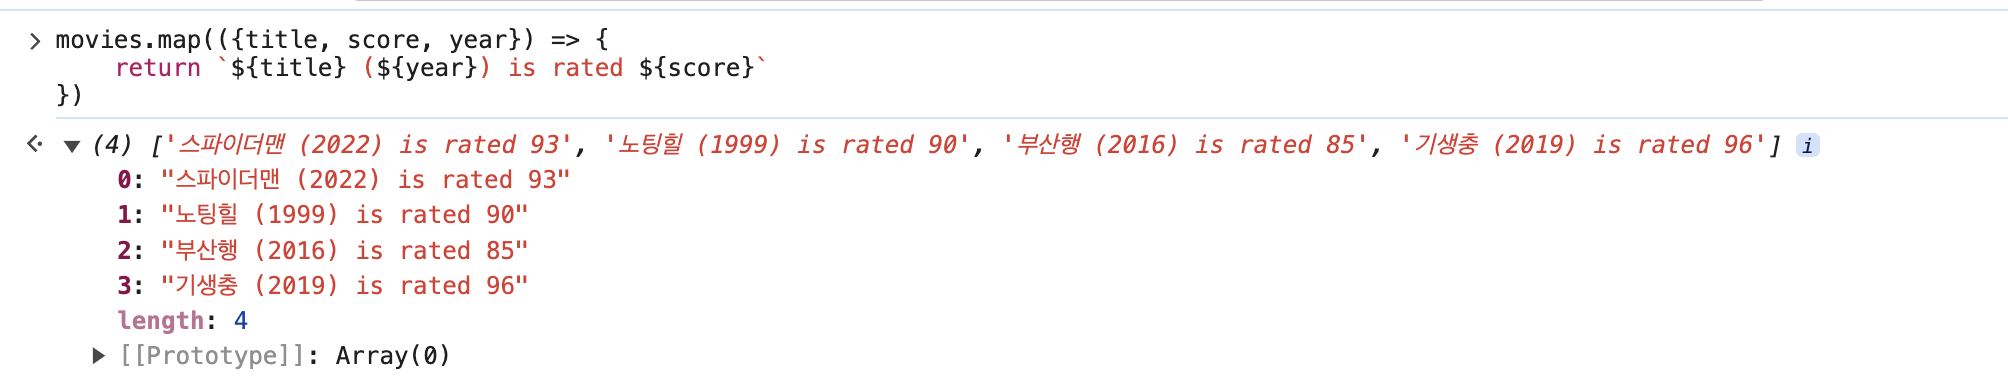 movies.map(({title, score, year}) => {
    return `${title} (${year}) is rated ${score}`
})
(4) ['스파이더맨 (2022) is rated 93', '노팅힐 (1999) is rated 90', '부산행 (2016) is rated 85', '기생충 (2019) is rated 96'] i
0: "스파이더맨 (2022) is rated 93"
1: "노팅힐 (1999) is rated 90"
2: "부산행 (2016) is rated 85"
3: "기생충 (2019) is rated 96"
length: 4
[[Prototype]]: Array(0)